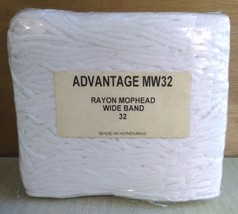 ADVANTAGE MW32
RAYON MOPHEAD
WIDE BAND
32
MADE IN HONDURAS